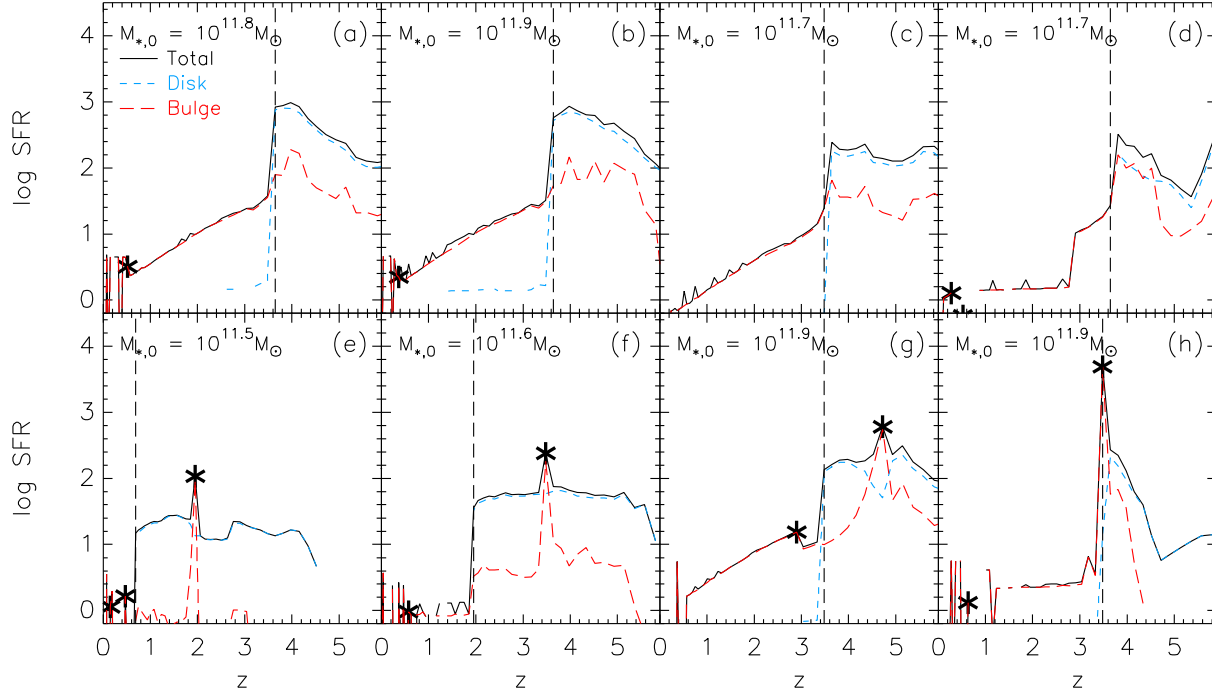 M*,0 = 10^11.8 M⊙ (a)
M*,0 = 10^11.9 M⊙ (b)
M*,0 = 10^11.7 M⊙ (c)
M*,0 = 10^11.7 M⊙ (d)
Total
Disk
Bulge
log SFR
4
3
2
1
0
M*,0 = 10^11.5 M⊙ (e)
M*,0 = 10^11.6 M⊙ (f)
M*,0 = 10^11.9 M⊙ (g)
M*,0 = 10^11.9 M⊙ (h)
log SFR
4
3
2
1
0
0 1 2 3 4 5 0 1 2 3 4 5 0 1 2 3 4 5 0 1 2 3 4 5
z z z z